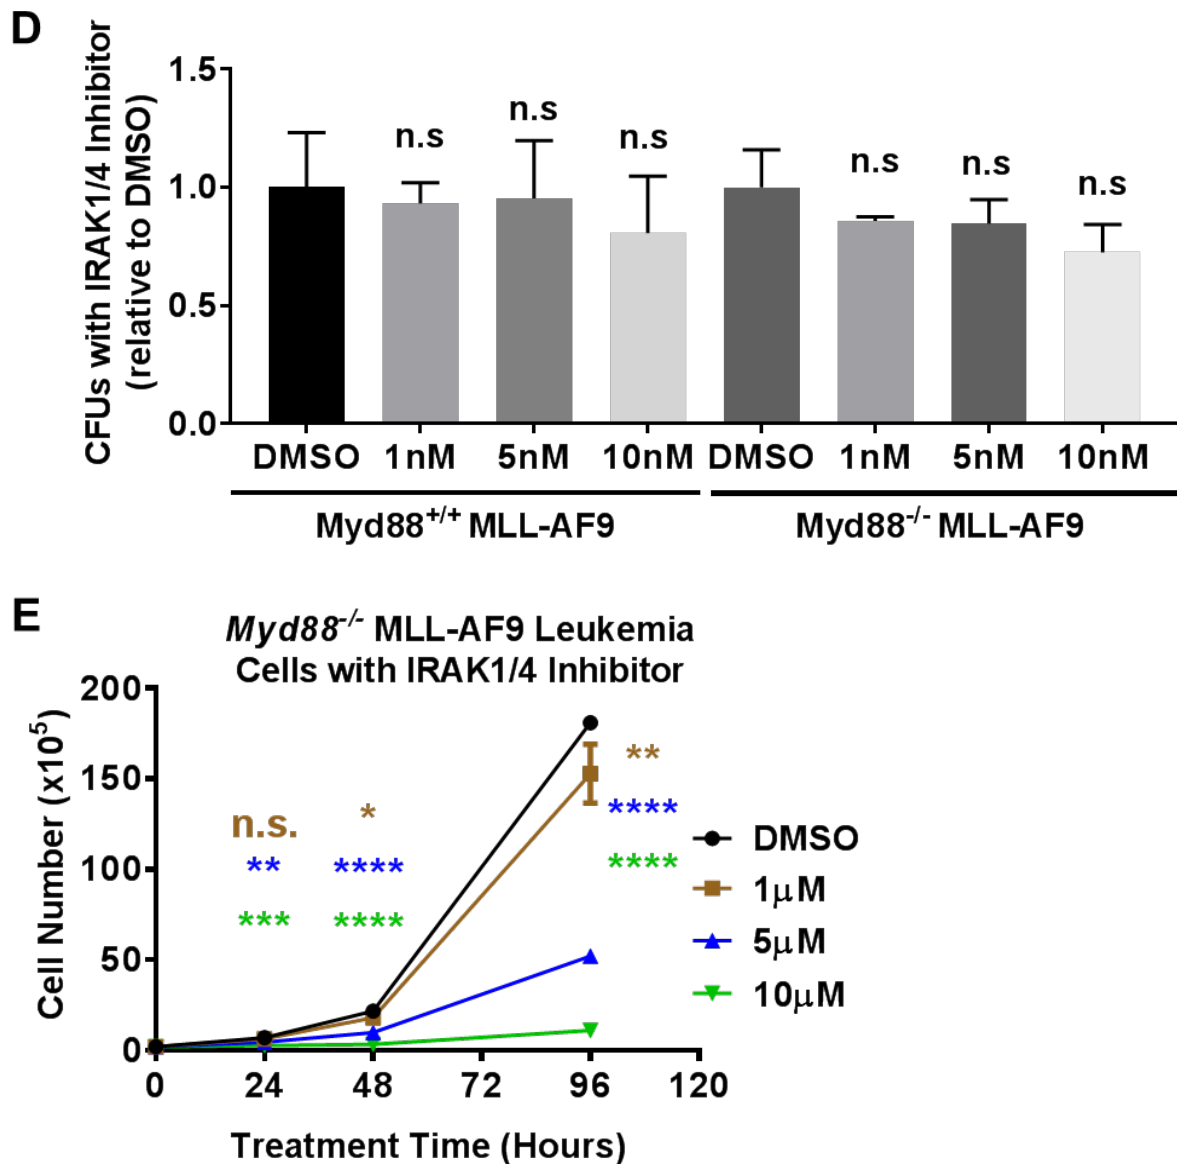 D
CFUs with IRAK1/4 Inhibitor
(relative to DMSO)
1.5
1.0
0.5
0.0
n.s
n.s
n.s
n.s
n.s
n.s
DMSO 1nM 5nM 10nM DMSO 1nM 5nM 10nM
Myd88+/+ MLL-AF9
Myd88-/- MLL-AF9
E
Myd88-/- MLL-AF9 Leukemia
Cells with IRAK1/4 Inhibitor
Cell Number (x10^5)
200
150
100
50
0
n.s.
**
***
*
****
****
**
****
****
DMSO
1μM
5μM
10μM
0 24 48 72 96 120
Treatment Time (Hours)